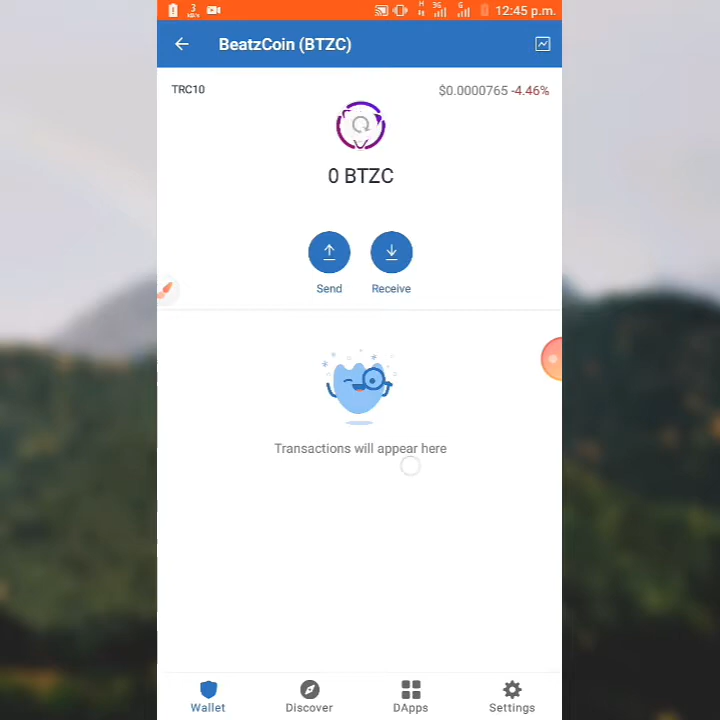 3 12:45 p.m.
BeatzCoin (BTZC)
TRC10 $0.0000765 -4.46%
0 BTZC
Send Receive
Transactions will appear here
Wallet Discover DApps Settings